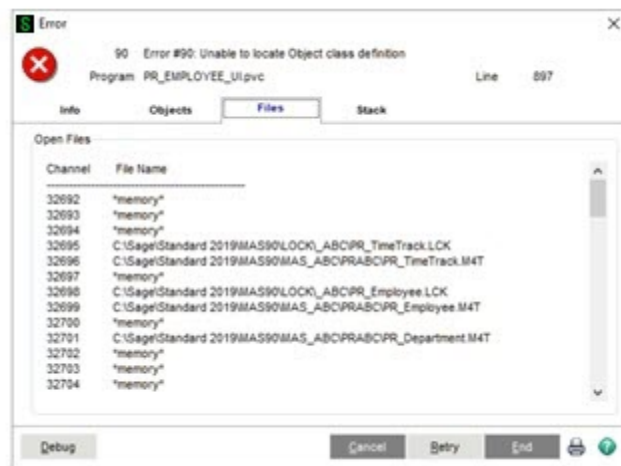 Error
90 Error #90: Unable to locate Object class definition
Program PR_EMPLOYEE_UI.pvc Line 897
Info Objects Files Stack
Open Files
Channel File Name
32692 *memory*
32693 *memory*
32694 *memory*
32695 C:\Sage\Standard 2019\MAS90\LOCK\_ABC\PR_TimeTrack.LCK
32696 C:\Sage\Standard 2019\MAS90\MAS_ABC\PRABC\PR_TimeTrack.M4T
32697 *memory*
32698 C:\Sage\Standard 2019\MAS90\LOCK\_ABC\PR_Employee.LCK
32699 C:\Sage\Standard 2019\MAS90\MAS_ABC\PRABC\PR_Employee.M4T
32700 *memory*
32701 C:\Sage\Standard 2019\MAS90\MAS_ABC\PRABC\PR_Department.M4T
32702 *memory*
32703 *memory*
32704 *memory*
Debug Cancel Retry End